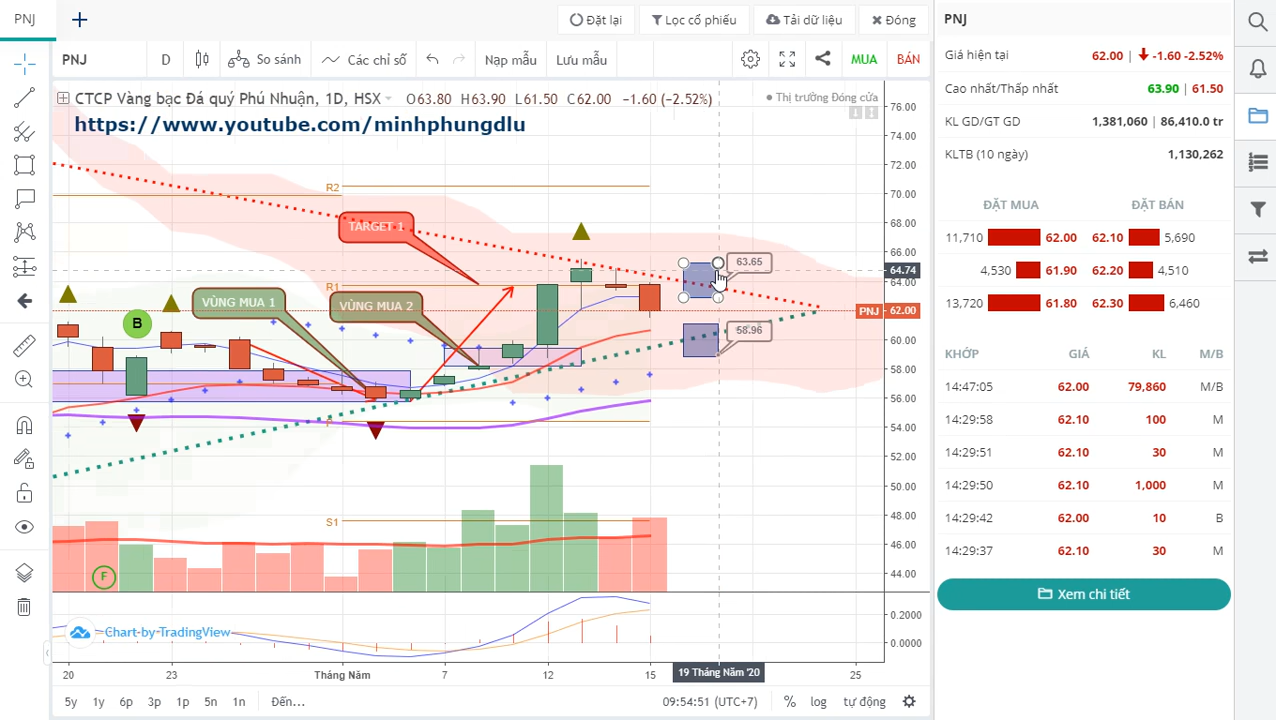 PNJ
Đặt lại
Lọc cổ phiếu
Tải dữ liệu
Đóng
PNJ
D
So sánh
Các chỉ số
Nạp mẫu
Lưu mẫu
MUA
BÁN
CTCP Vàng bạc Đá quý Phú Nhuận, 1D, HSX
O63.80 H63.90 L61.50 C62.00 −1.60 (−2.52%)
Thị trường Đóng cửa
https://www.youtube.com/minhphungdlu
R2
TARGET 1
R1
VÙNG MUA 1
VÙNG MUA 2
B
63.65
58.96
P
S1
F
Chart by TradingView
76.00
74.00
72.00
70.00
68.00
66.00
64.74
64.00
PNJ 62.00
60.00
58.00
56.00
54.00
52.00
50.00
48.00
46.00
44.00
0.2000
0.0000
20
23
Tháng Năm
7
12
15
19 Tháng Năm '20
25
5y 1y 6p 3p 1p 5n 1n Đến...
09:54:51 (UTC+7) % log tự động
PNJ
Giá hiện tại 62.00 | -1.60 -2.52%
Cao nhất/Thấp nhất 63.90 | 61.50
KL GD/GT GD 1,381,060 | 86,410.0 tr
KLTB (10 ngày) 1,130,262
ĐẶT MUA ĐẶT BÁN
11,710 62.00 62.10 5,690
4,530 61.90 62.20 4,510
13,720 61.80 62.30 6,460
KHỚP GIÁ KL M/B
14:47:05 62.00 79,860 M/B
14:29:58 62.10 100 M
14:29:51 62.10 30 M
14:29:50 62.10 1,000 M
14:29:42 62.00 10 B
14:29:37 62.10 30 M
Xem chi tiết